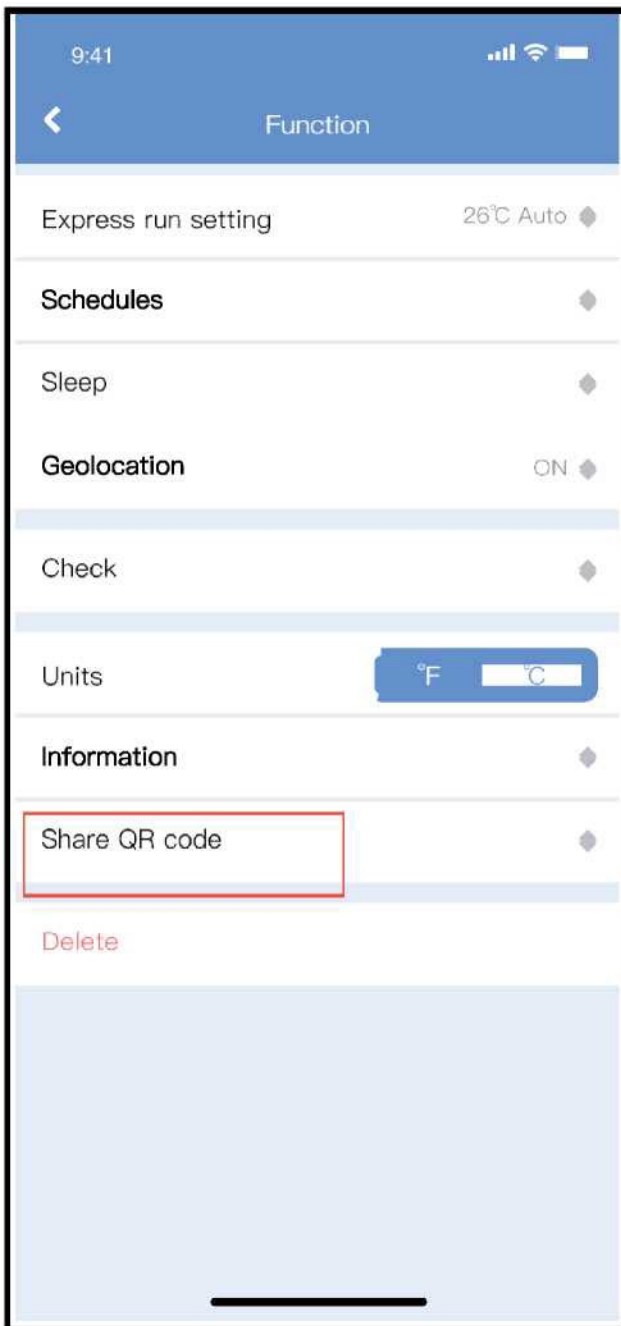 9:41
Function
Express run setting 26℃ Auto
Schedules
Sleep
Geolocation ON
Check
Units ℉ ℃
Information
Share QR code
Delete